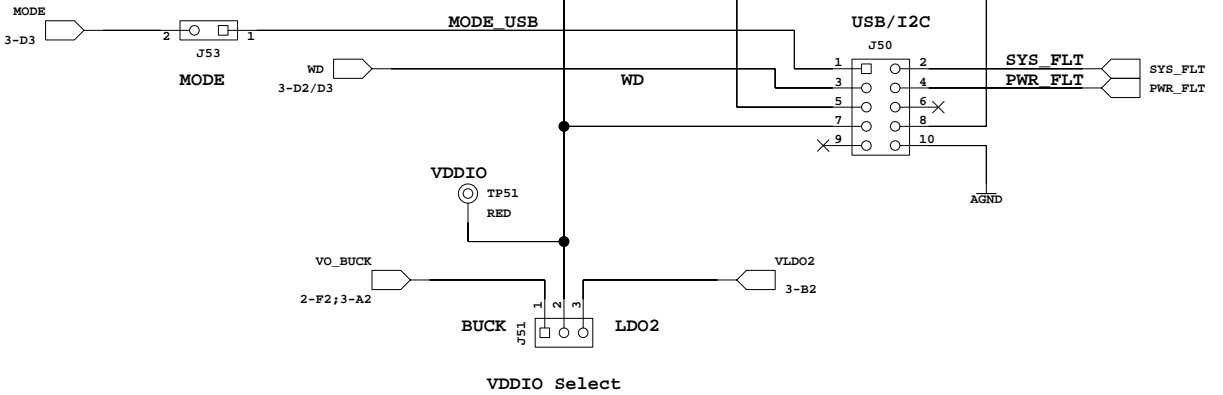 MODE
3-D3
2
1
J53
MODE
MODE_USB
WD
3-D2/D3
WD
USB/I2C
J50
1
2
3
4
5
6
7
8
9
10
SYS_FLT
PWR_FLT
SYS_FLT
PWR_FLT
AGND
VDDIO
TP51
RED
VO_BUCK
2-F2;3-A2
VLDO2
3-B2
1
2
3
BUCK
J51
LDO2
VDDIO Select